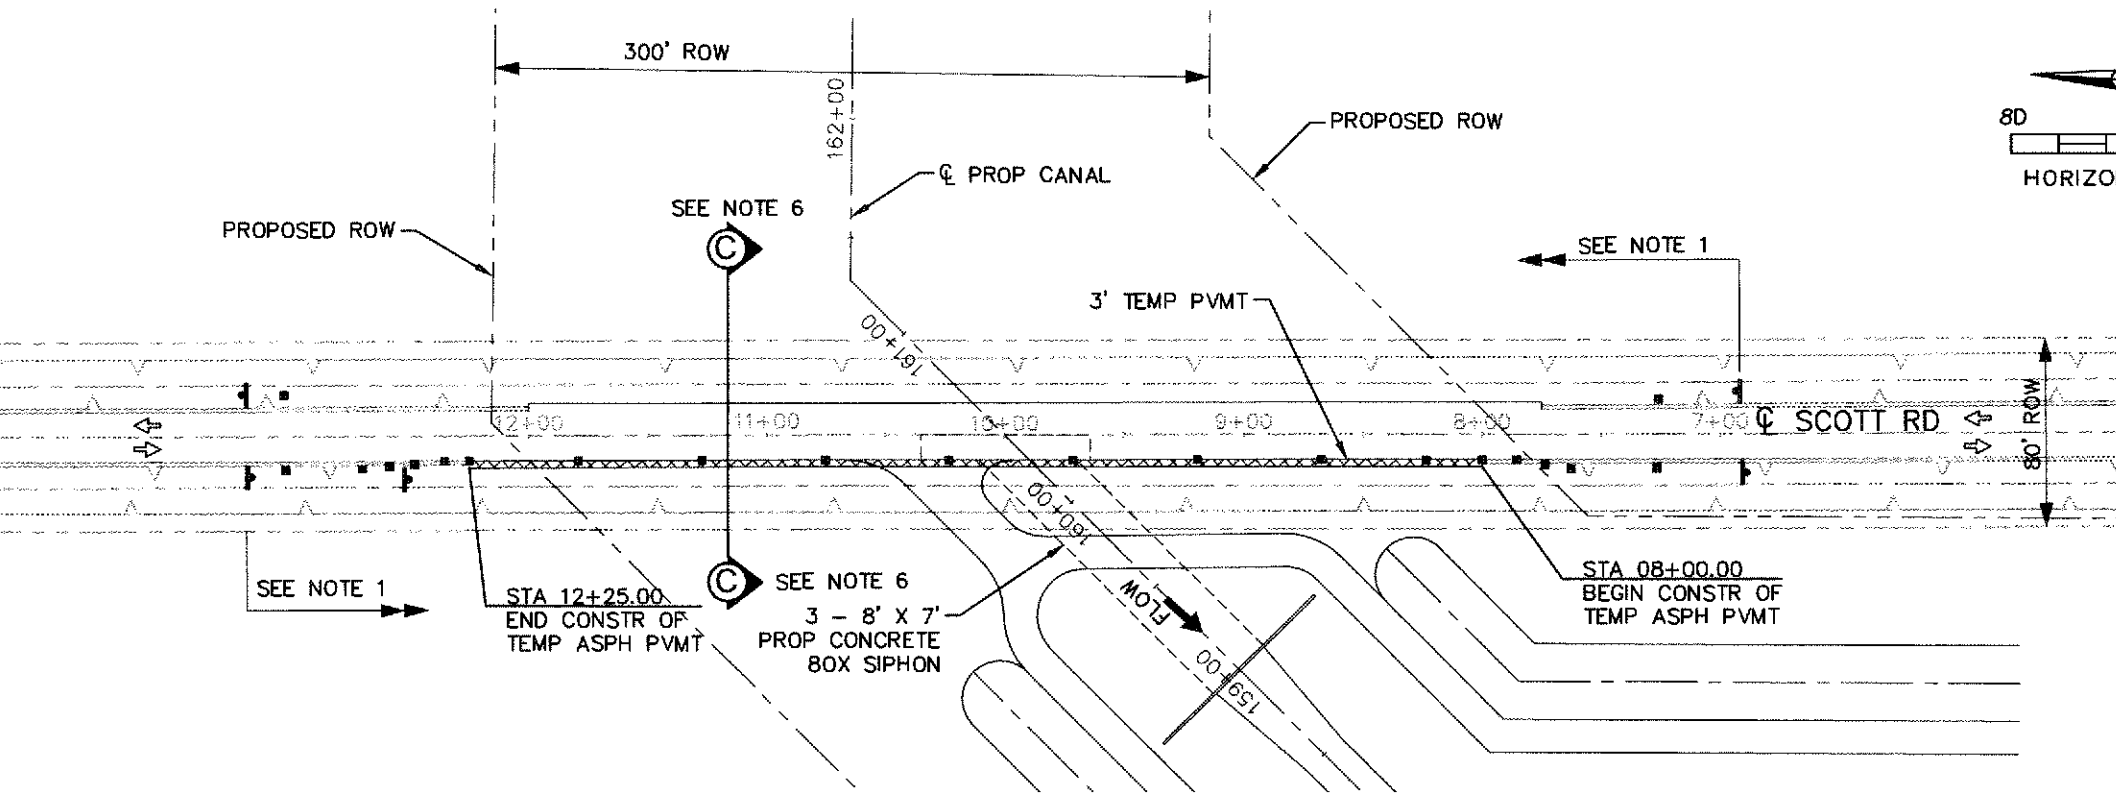 300' ROW
162+00
PROPOSED ROW
8D
HORIZO
℄ PROP CANAL
SEE NOTE 6
C
PROPOSED ROW
SEE NOTE 1
3' TEMP PVMT
161+00
12+00
11+00
10+00
9+00
8+00
7+00
℄ SCOTT RD
80' ROW
160+00
SEE NOTE 1
STA 12+25.00
END CONSTR OF
TEMP ASPH PVMT
C
SEE NOTE 6
3 - 8' X 7'
PROP CONCRETE
BOX SIPHON
FLOW
159+00
STA 08+00.00
BEGIN CONSTR OF
TEMP ASPH PVMT